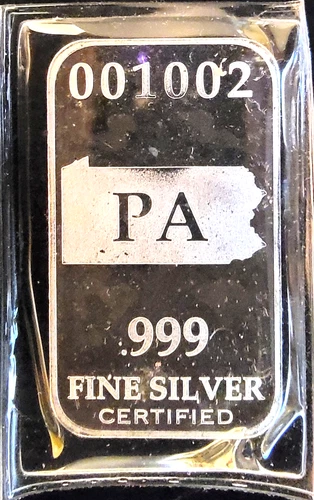 001002
PA
.999
FINE SILVER
CERTIFIED